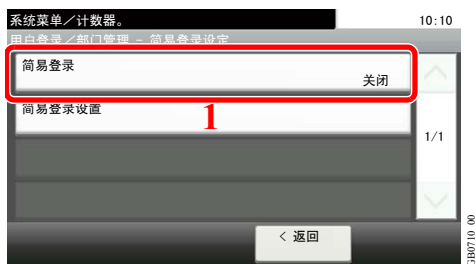 系统菜单／计数器。 10:10
用户登录／部门管理 - 简易登录设定
简易登录
关闭
简易登录设置
1
1/1
< 返回
GB0710_00